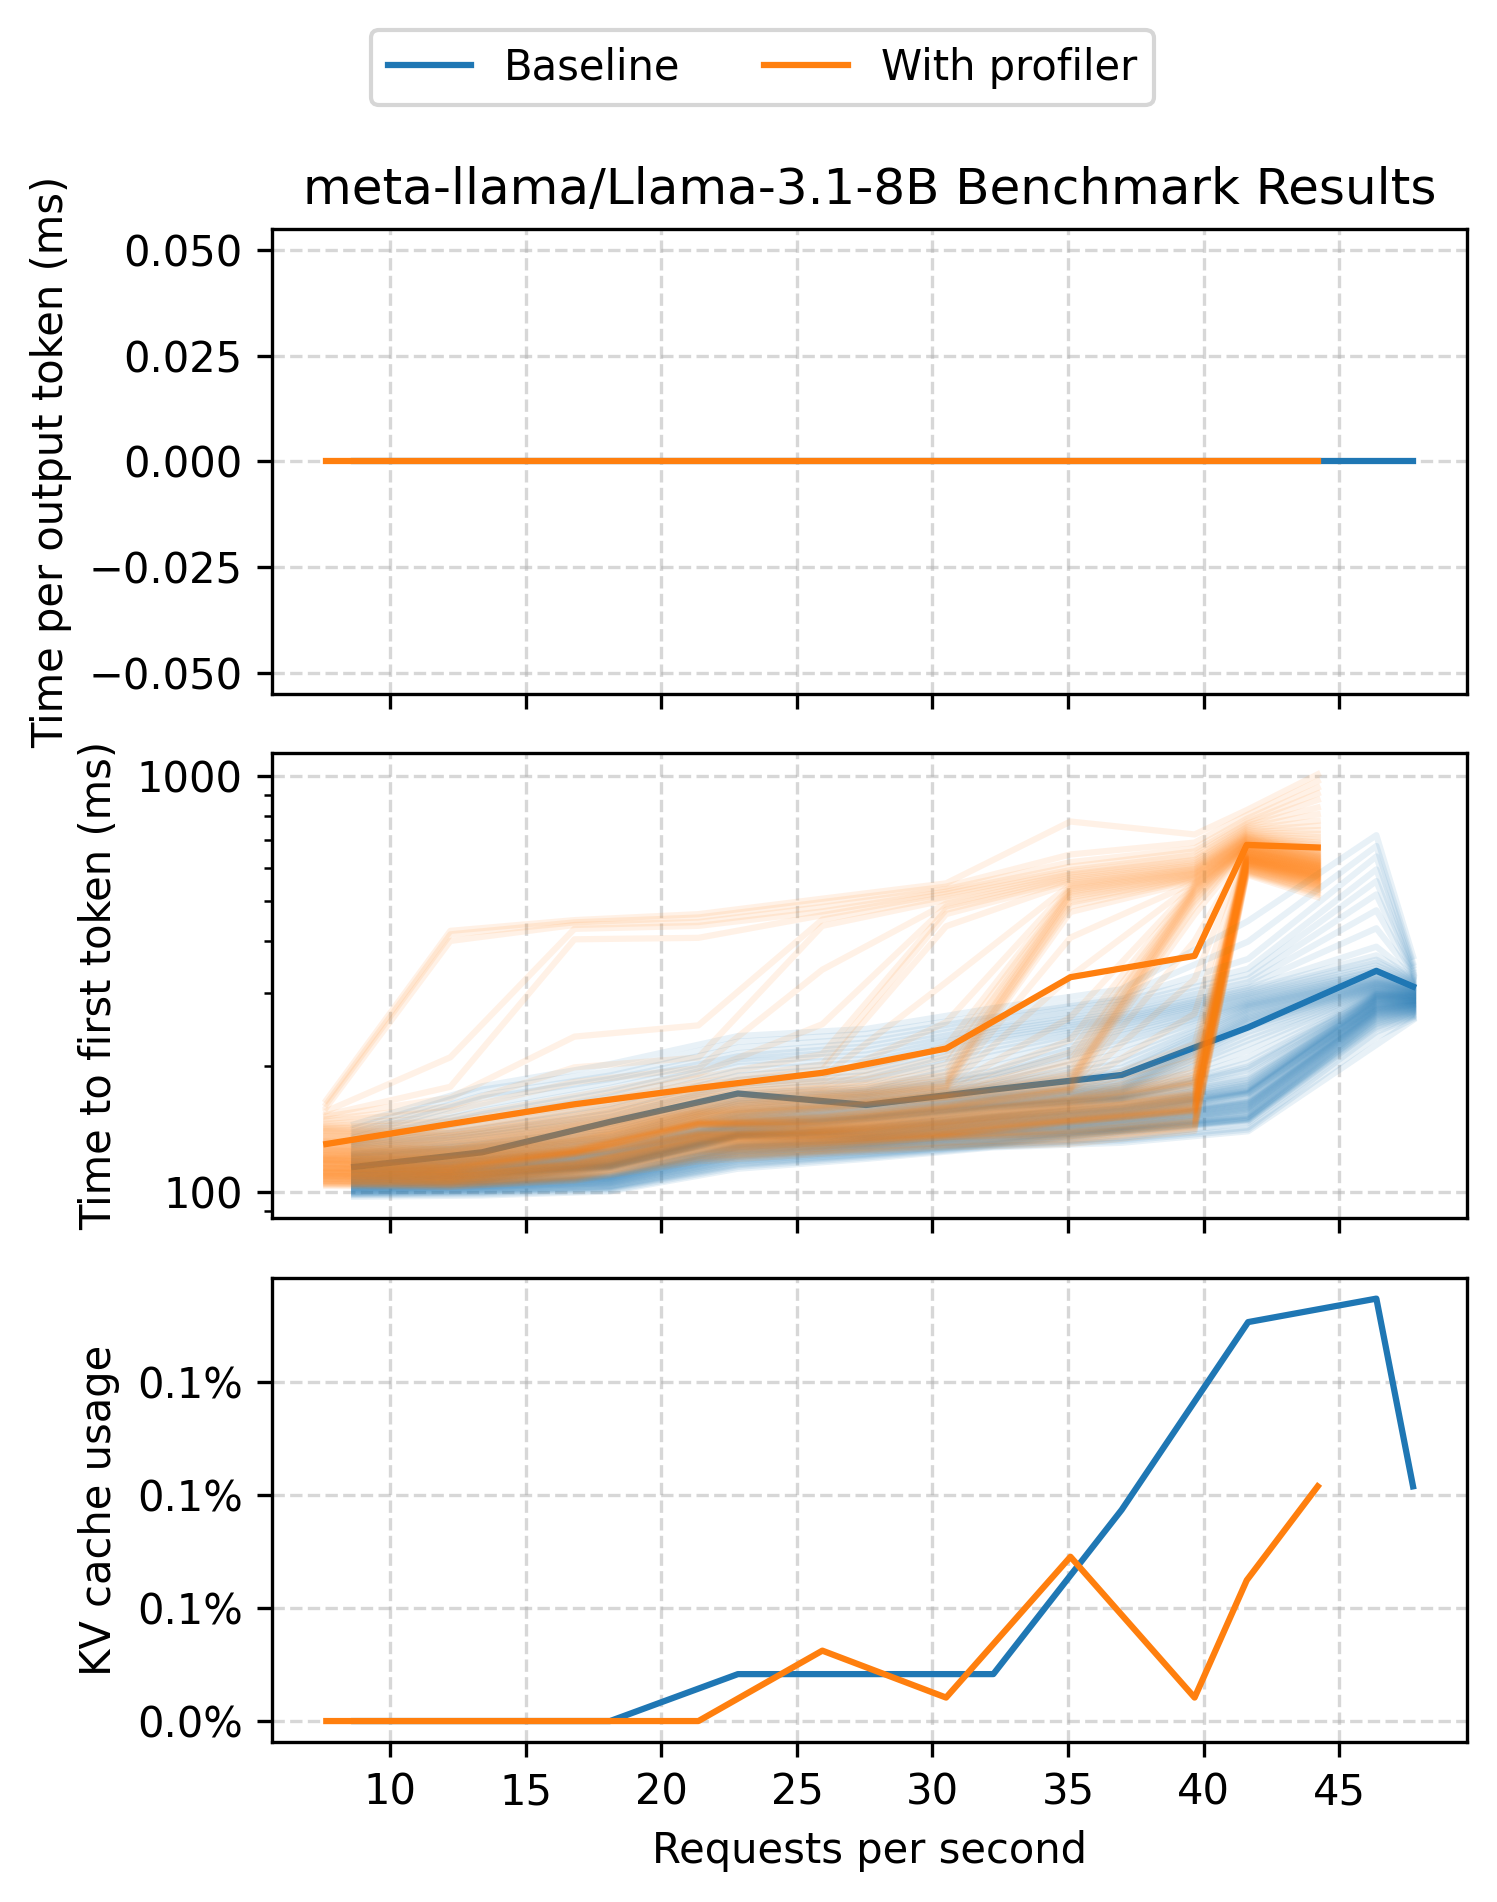 Baseline
With profiler
meta-llama/Llama-3.1-8B Benchmark Results
Time per output token (ms)
0.050
0.025
0.000
−0.025
−0.050
Time to first token (ms)
1000
100
KV cache usage
0.1%
0.1%
0.1%
0.0%
10 15 20 25 30 35 40 45
Requests per second